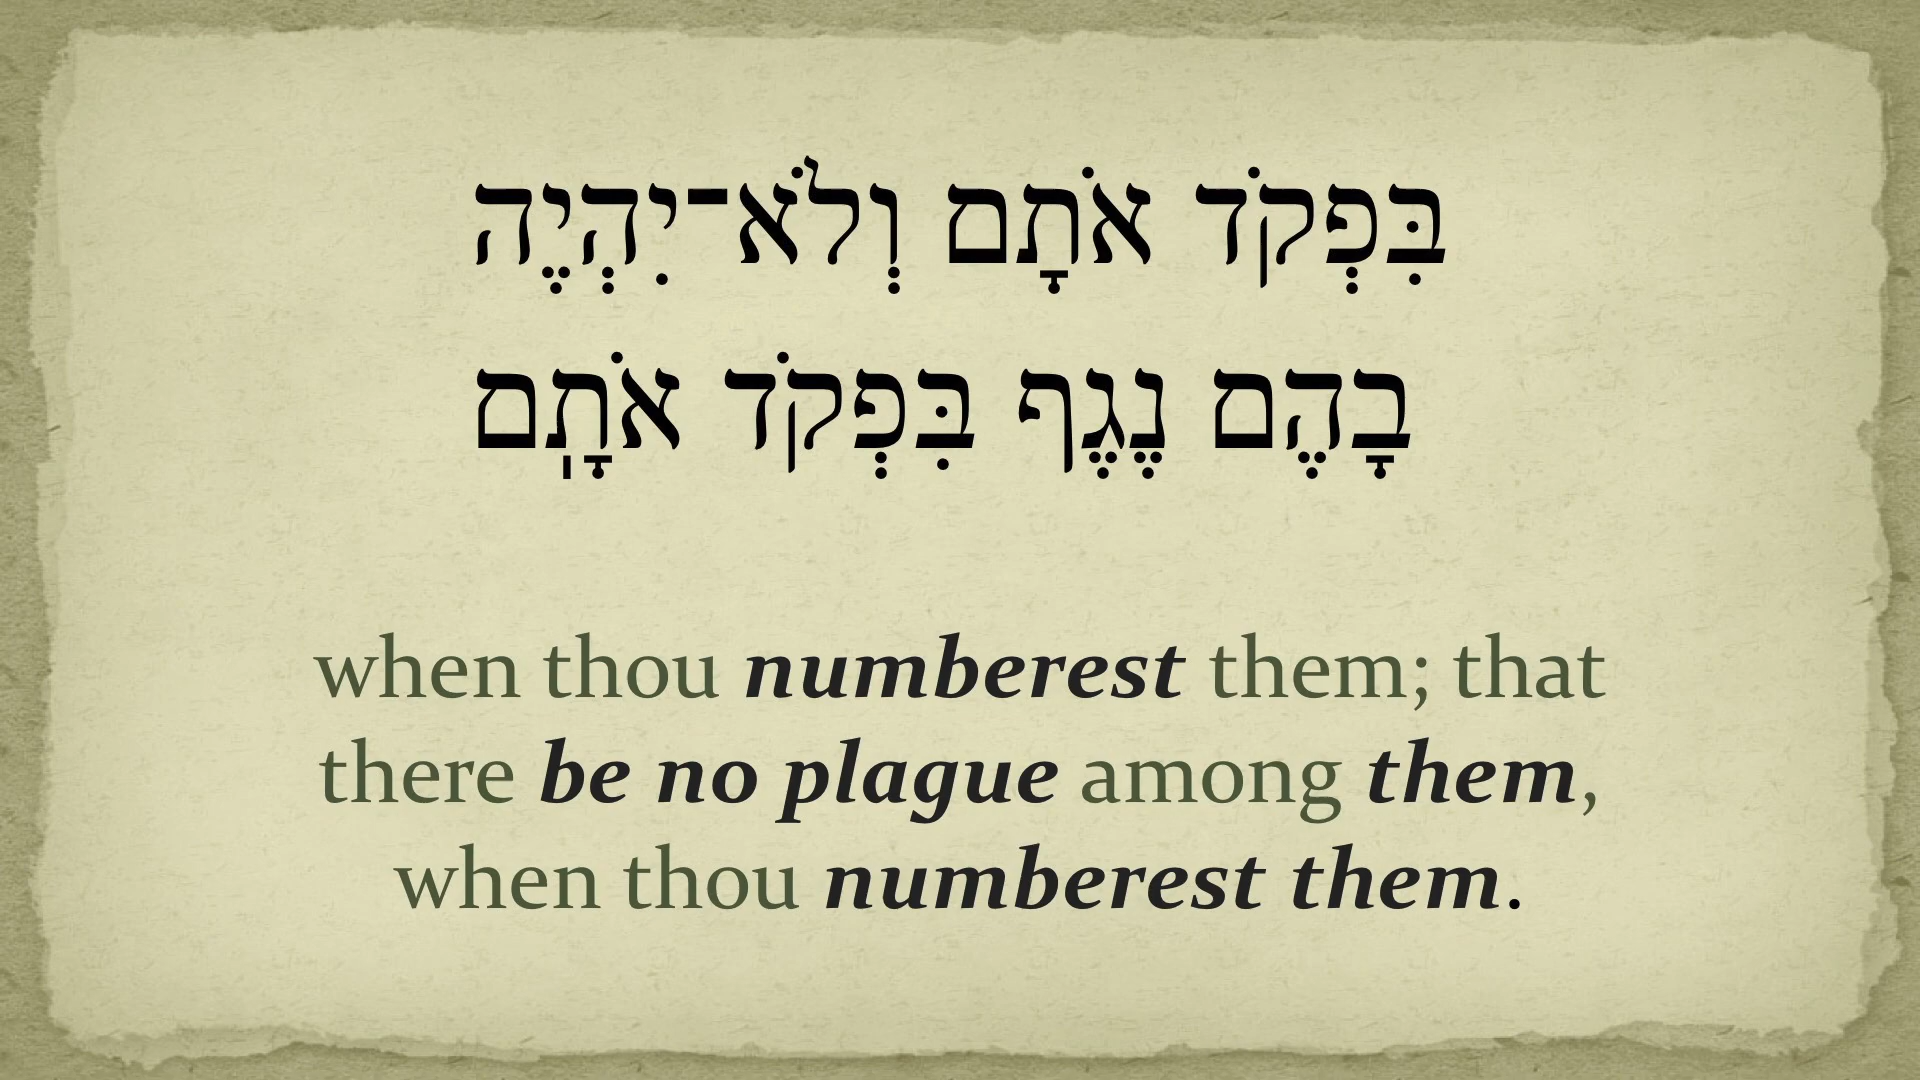 בִּפְקֹד אֹתָם וְלֹא־יִהְיֶה
בָהֶם נֶגֶף בִּפְקֹד אֹתָֽם
when thou numberest them; that
there be no plague among them,
when thou numberest them.